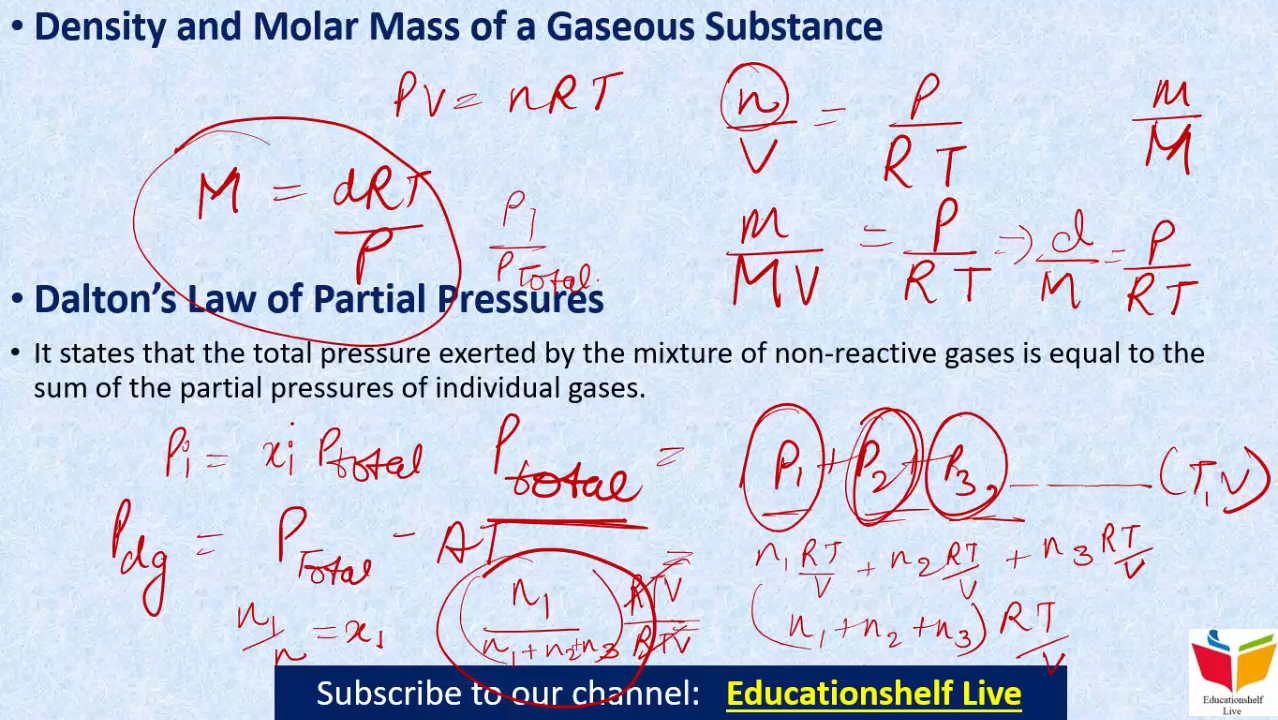 • Density and Molar Mass of a Gaseous Substance
PV = nRT
n/V = P/RT
m/M
M = dRT/P
P1/PTotal
m/MV = P/RT => d/M = P/RT
• Dalton's Law of Partial Pressures
• It states that the total pressure exerted by the mixture of non-reactive gases is equal to the
sum of the partial pressures of individual gases.
Pi = xi Ptotal
Ptotal = P1 + P2 + P3, ------ (T, V)
Pdg = PTotal - AT
n1 RT/V + n2 RT/V + n3 RT/V
n1/n = x1
(n1/n1+n2+n3) RTV/RTV =
(n1+n2+n3) RT/V
Subscribe to our channel: Educationshelf Live
Educationshelf
Live